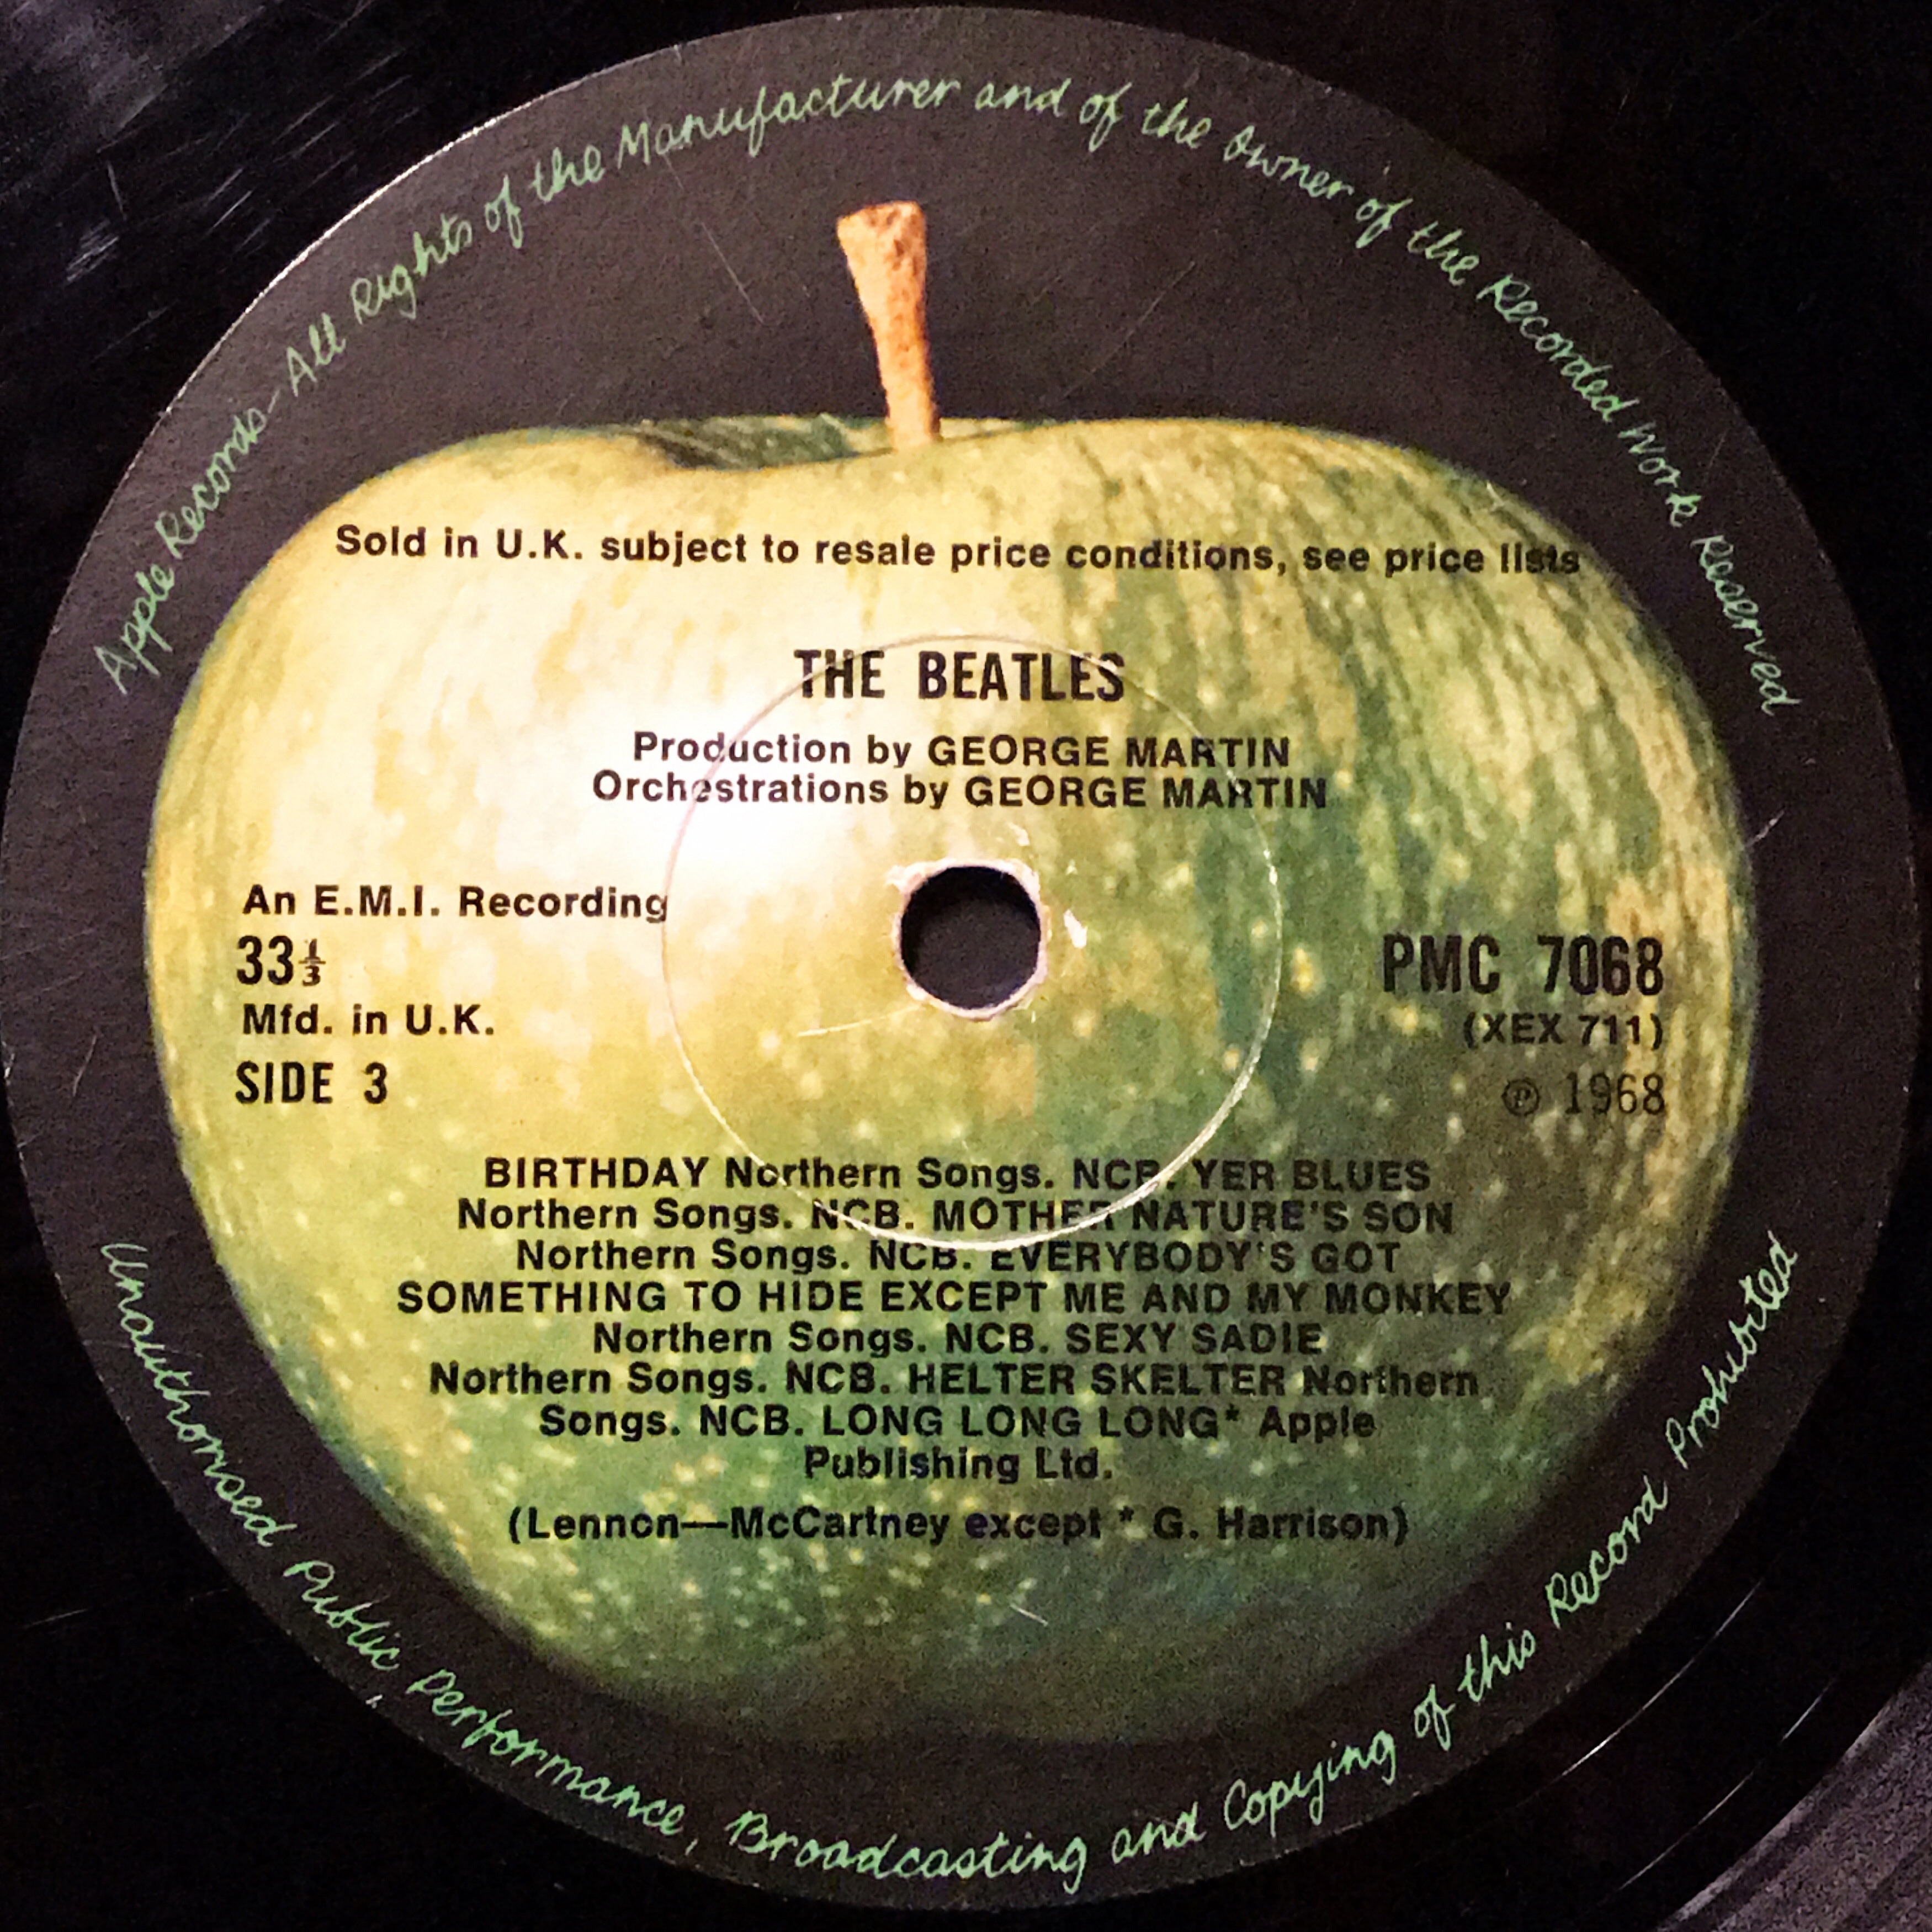 Apple Records - All Rights of the Manufacturer and of the Owner of the Recorded Work Reserved
Sold in U.K. subject to resale price conditions, see price lists
THE BEATLES
Production by GEORGE MARTIN
Orchestrations by GEORGE MARTIN
An E.M.I. Recording
33⅓
Mfd. in U.K.
SIDE 3
PMC 7068
(XEX 711)
℗ 1968
BIRTHDAY Northern Songs. NCB. YER BLUES
Northern Songs. NCB. MOTHER NATURE'S SON
Northern Songs. NCB. EVERYBODY'S GOT
SOMETHING TO HIDE EXCEPT ME AND MY MONKEY
Northern Songs. NCB. SEXY SADIE
Northern Songs. NCB. HELTER SKELTER Northern
Songs. NCB. LONG LONG LONG* Apple
Publishing Ltd.
(Lennon—McCartney except * G. Harrison)
Unauthorised Public Performance, Broadcasting and Copying of this Record Prohibited